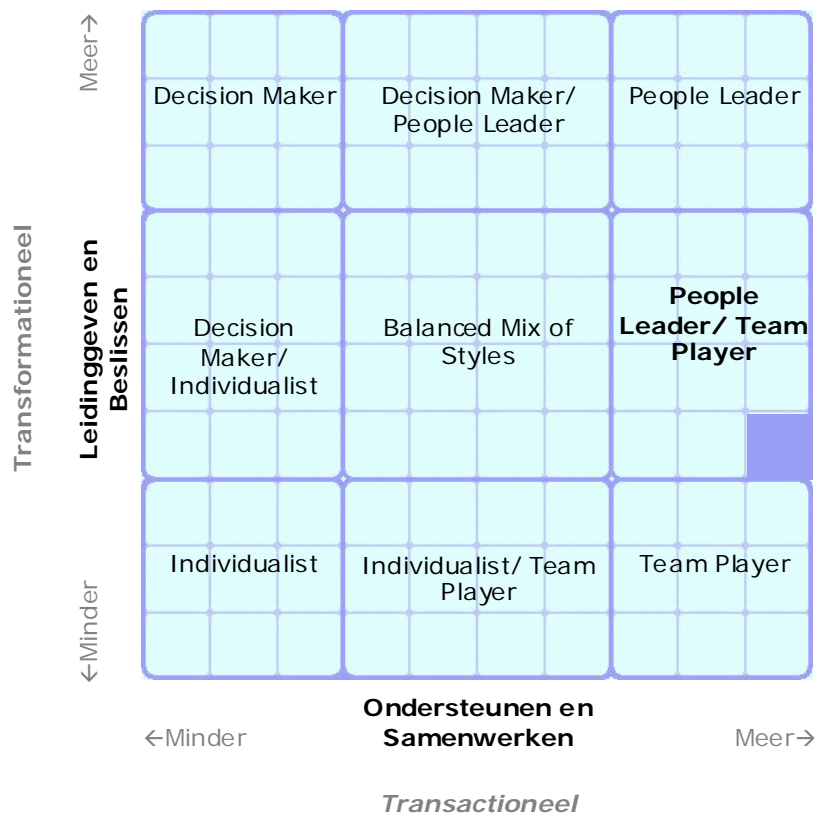 Meer→
Decision Maker
Decision Maker/
People Leader
People Leader
Transformationeel
Leidinggeven en
Beslissen
Decision
Maker/
Individualist
Balanced Mix of
Styles
People
Leader/ Team
Player
Individualist
Individualist/ Team
Player
Team Player
←Minder
←Minder
Ondersteunen en
Samenwerken
Meer→
Transactioneel